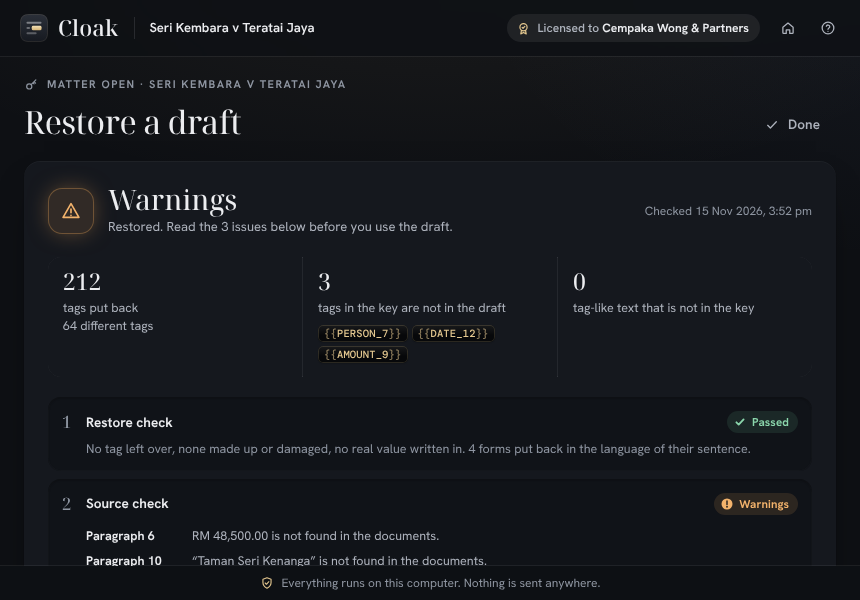 Cloak
Seri Kembara v Teratai Jaya
Licensed to Cempaka Wong & Partners
MATTER OPEN · SERI KEMBARA V TERATAI JAYA
Restore a draft
Done
Warnings
Restored. Read the 3 issues below before you use the draft.
Checked 15 Nov 2026, 3:52 pm
212
tags put back
64 different tags
3
tags in the key are not in the draft
{{PERSON_7}} {{DATE_12}}
{{AMOUNT_9}}
0
tag-like text that is not in the key
1 Restore check
Passed
No tag left over, none made up or damaged, no real value written in. 4 forms put back in the language of their sentence.
2 Source check
Warnings
Paragraph 6 RM 48,500.00 is not found in the documents.
Paragraph 10 “Taman Seri Kenanga” is not found in the documents.
Everything runs on this computer. Nothing is sent anywhere.